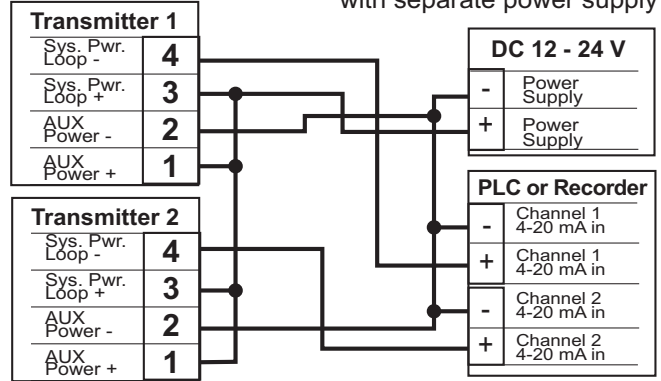 with separate power supply
Transmitter 1
Sys. Pwr.
Loop -
4
Sys. Pwr.
Loop +
3
AUX
Power -
2
AUX
Power +
1
Transmitter 2
Sys. Pwr.
Loop -
4
Sys. Pwr.
Loop +
3
AUX
Power -
2
AUX
Power +
1
DC 12 - 24 V
-
Power
Supply
+
Power
Supply
PLC or Recorder
-
Channel 1
4-20 mA in
+
Channel 1
4-20 mA in
-
Channel 2
4-20 mA in
+
Channel 2
4-20 mA in